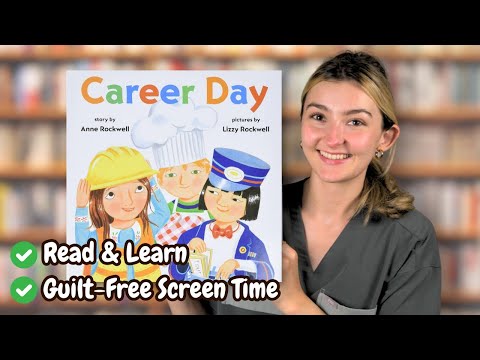 Career Day
story by
Anne Rockwell
pictures by
Lizzy Rockwell
Read & Learn
Guilt-Free Screen Time